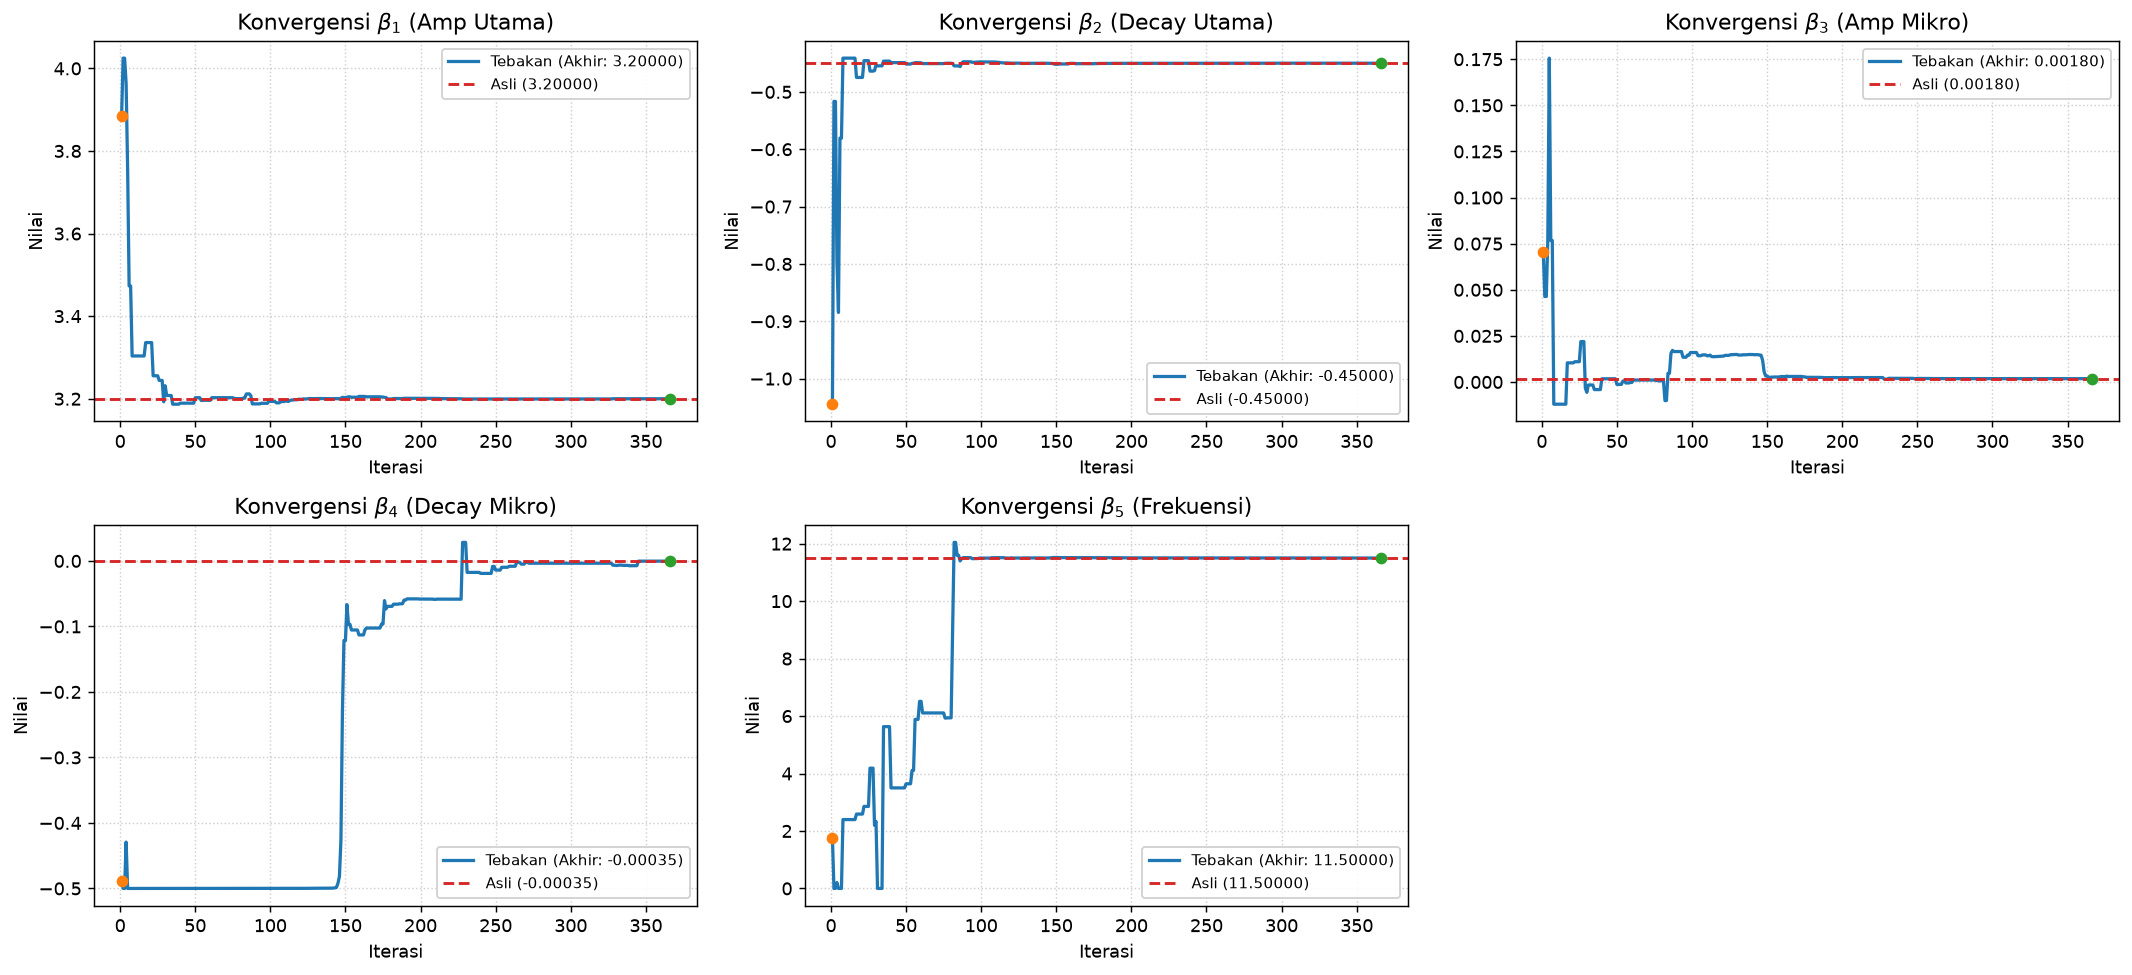 Konvergensi β₁ (Amp Utama)
Nilai
4.0
3.8
3.6
3.4
3.2
0 50 100 150 200 250 300 350
Iterasi
Tebakan (Akhir: 3.20000)
Asli (3.20000)
Konvergensi β₂ (Decay Utama)
Nilai
−0.5
−0.6
−0.7
−0.8
−0.9
−1.0
0 50 100 150 200 250 300 350
Iterasi
Tebakan (Akhir: -0.45000)
Asli (-0.45000)
Konvergensi β₃ (Amp Mikro)
Nilai
0.175
0.150
0.125
0.100
0.075
0.050
0.025
0.000
0 50 100 150 200 250 300 350
Iterasi
Tebakan (Akhir: 0.00180)
Asli (0.00180)
Konvergensi β₄ (Decay Mikro)
Nilai
0.0
−0.1
−0.2
−0.3
−0.4
−0.5
0 50 100 150 200 250 300 350
Iterasi
Tebakan (Akhir: -0.00035)
Asli (-0.00035)
Konvergensi β₅ (Frekuensi)
Nilai
12
10
8
6
4
2
0
0 50 100 150 200 250 300 350
Iterasi
Tebakan (Akhir: 11.50000)
Asli (11.50000)